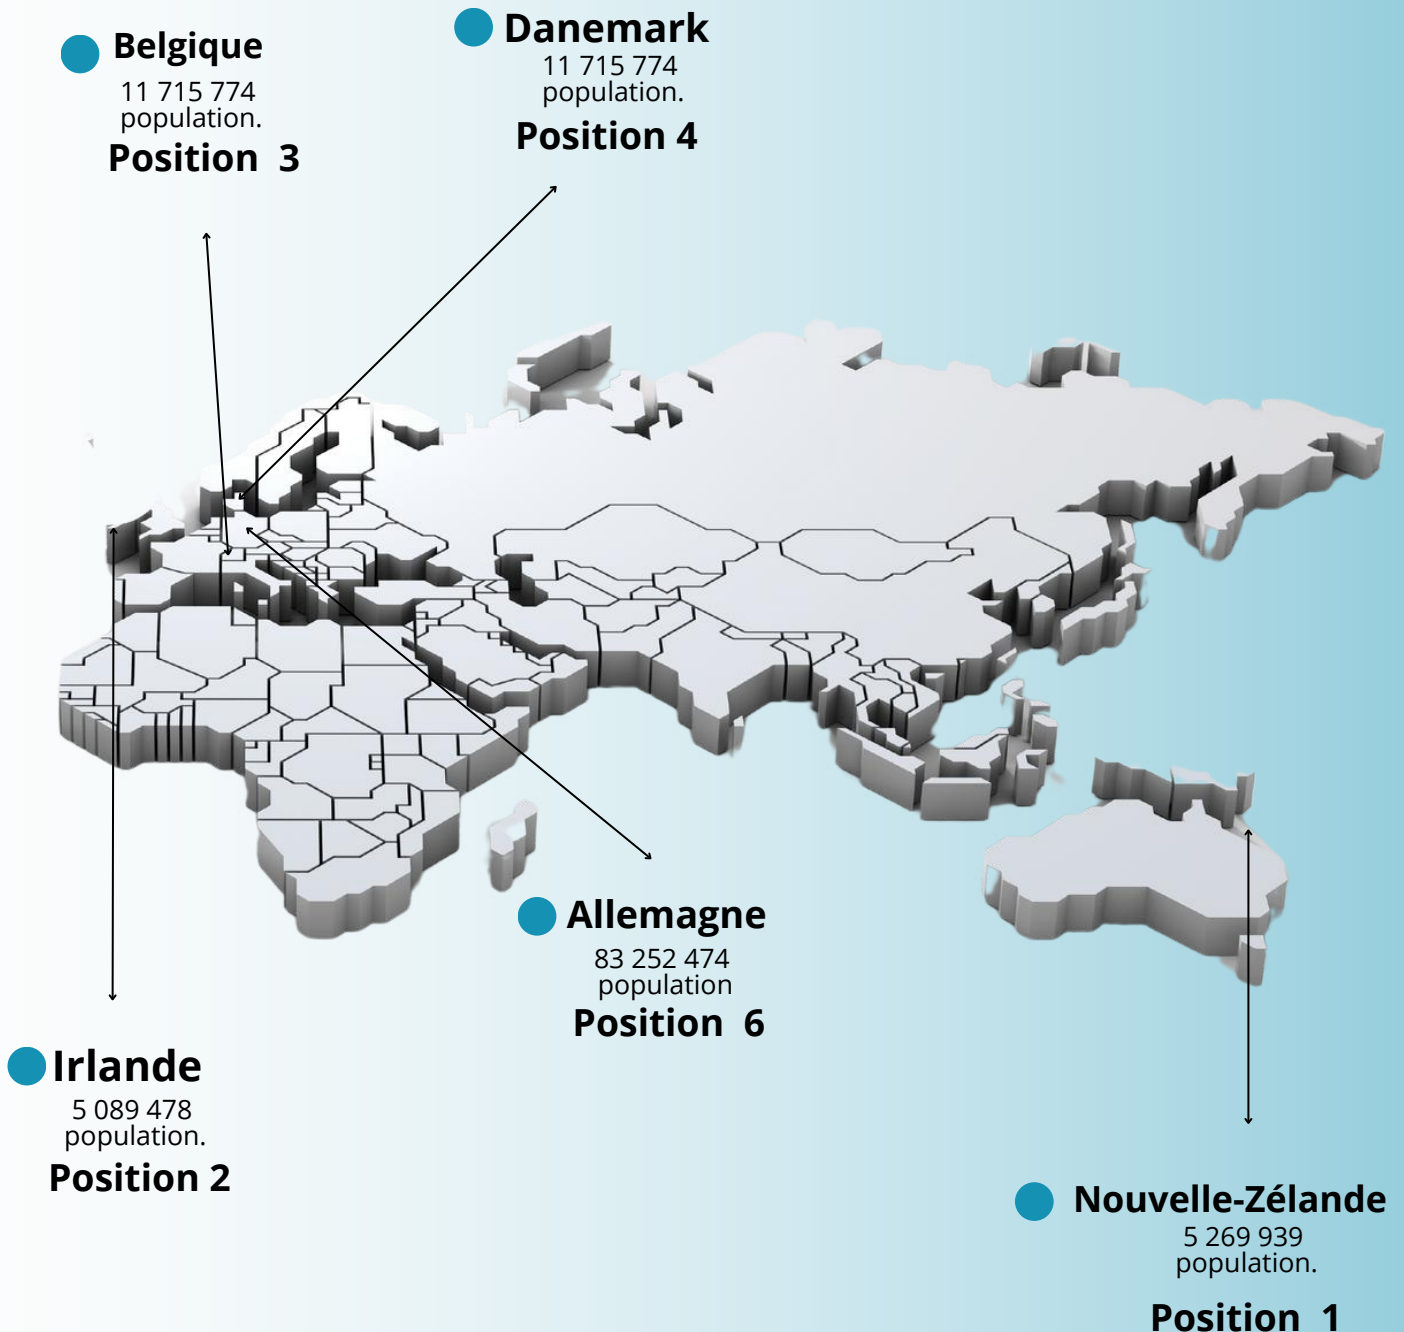 Belgique
11 715 774
population.
Position 3
Danemark
11 715 774
population.
Position 4
Allemagne
83 252 474
population
Position 6
Irlande
5 089 478
population.
Position 2
Nouvelle-Zélande
5 269 939
population.
Position 1